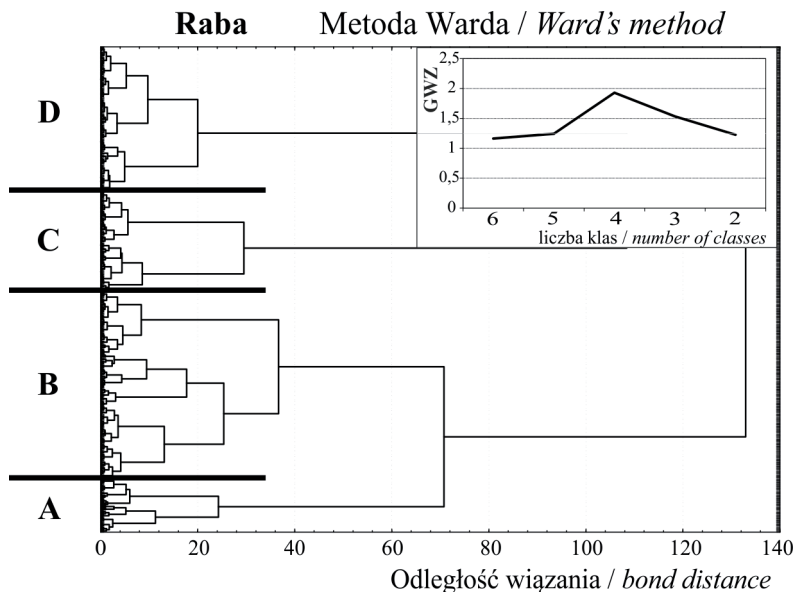 Raba Metoda Warda / Ward's method
D
C
B
A
GWZ
2,5
2
1,5
1
0,5
0
6 5 4 3 2
liczba klas / number of classes
0 20 40 60 80 100 120 140
Odległość wiązania / bond distance